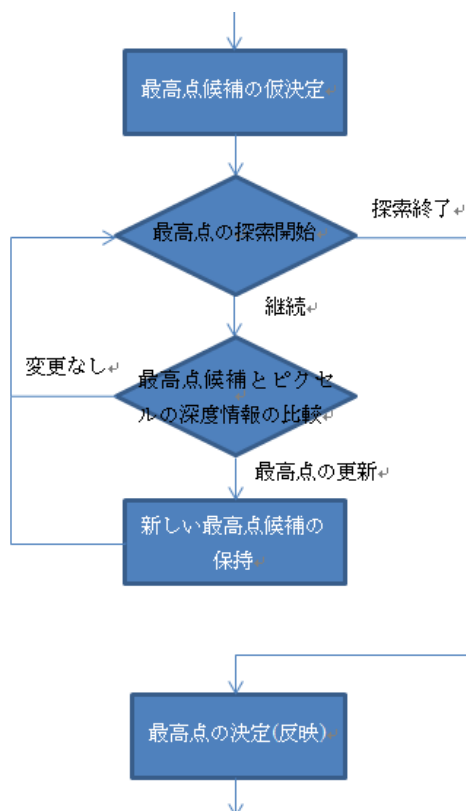 最高点候補の仮決定
最高点の探索開始
探索終了
継続
変更なし
最高点候補とピクセ
ルの深度情報の比較
最高点の更新
新しい最高点候補の
保持
最高点の決定(反映)